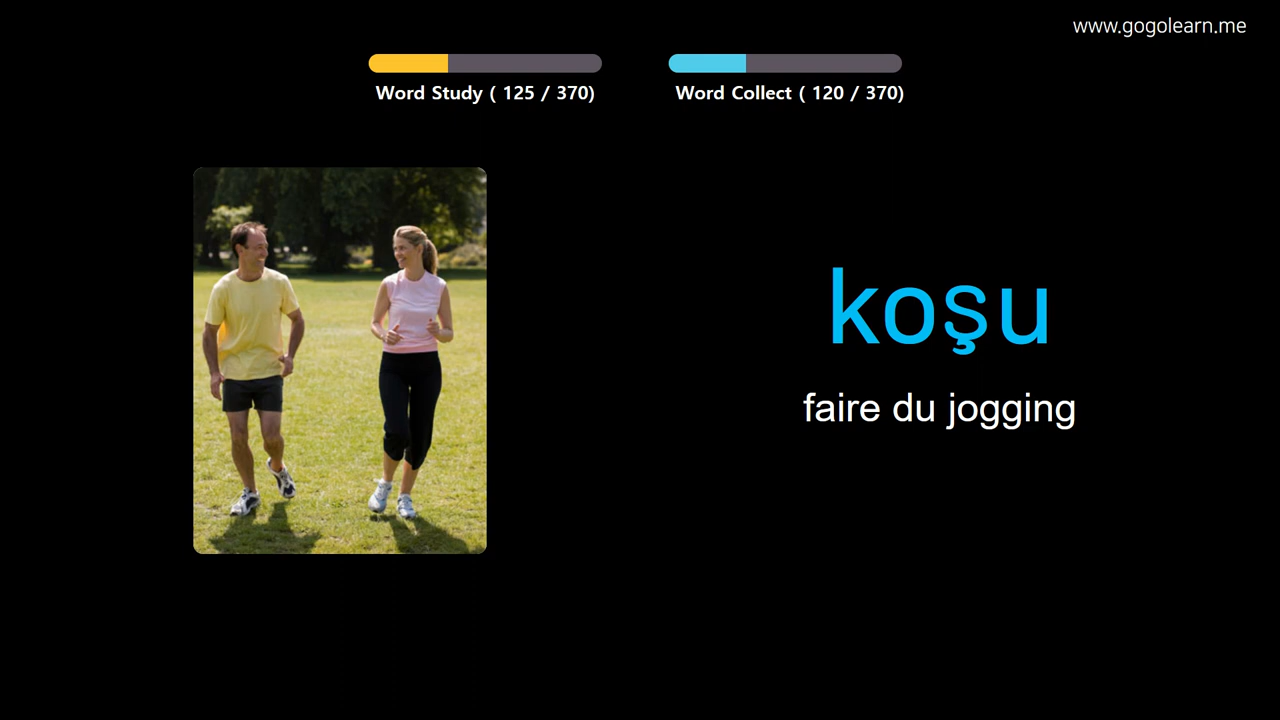 www.gogolearn.me
Word Study ( 125 / 370)
Word Collect ( 120 / 370)
koşu
faire du jogging